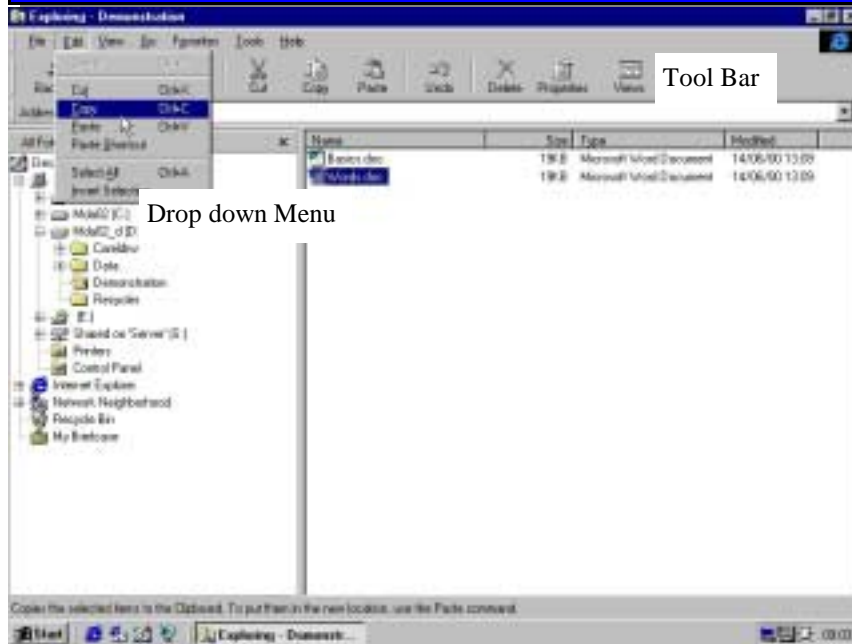 Exploring - Demonstration
File Edit View Go Favorites Tools Help
Cut Copy Paste Undo Delete Properties Views
Tool Bar
Cut Ctrl+X
Copy Ctrl+C
Paste Ctrl+V
Paste Shortcut
Select All Ctrl+A
Invert Selection
Drop down Menu
Name Size Type Modified
Basics.doc 19KB Microsoft Word Document 14/06/00 13:09
Words.doc 19KB Microsoft Word Document 14/06/00 13:09
(C:)
Data
Demonstration
Recycled
(E:)
Shared on 'Server' (S:)
Printers
Control Panel
Internet Explorer
Network Neighborhood
Recycle Bin
My Briefcase
Copies the selected items to the Clipboard. To put them in the new location, use the Paste command.
Start
Exploring - Demonstr...